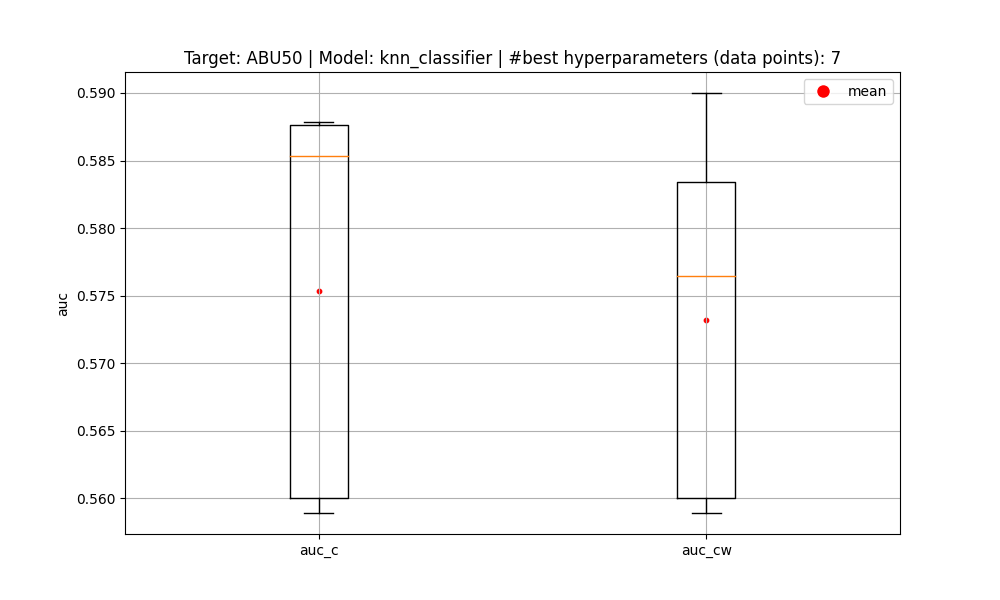 Target: ABU50 | Model: knn_classifier | #best hyperparameters (data points): 7
mean
0.590
0.585
0.580
0.575
0.570
0.565
0.560
auc
auc_c
auc_cw